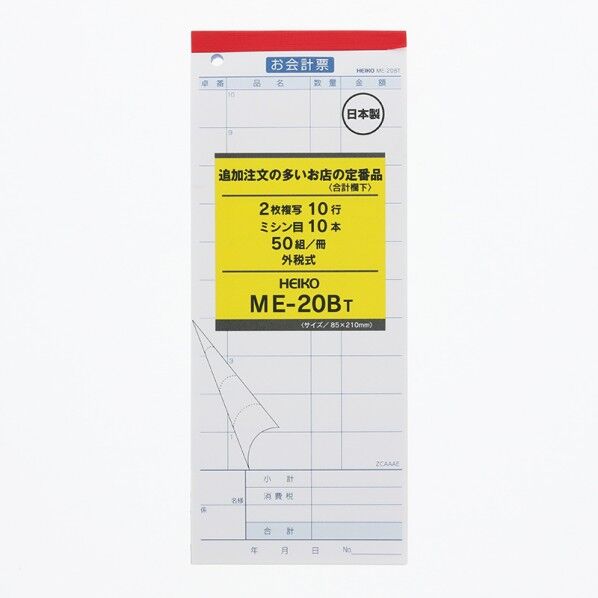 お会計票
HEIKO ME-20BT
卓番 品名 数量 金額
10
日本製
9
追加注文の多いお店の定番品
〈合計欄下〉
2枚複写 10行
ミシン目 10本
50組/冊
外税式
HEIKO
ME-20BT
〈サイズ/85×210mm〉
3
1
ZCAAAE
小計
消費税
名様
係
合計
年 月 日 No.